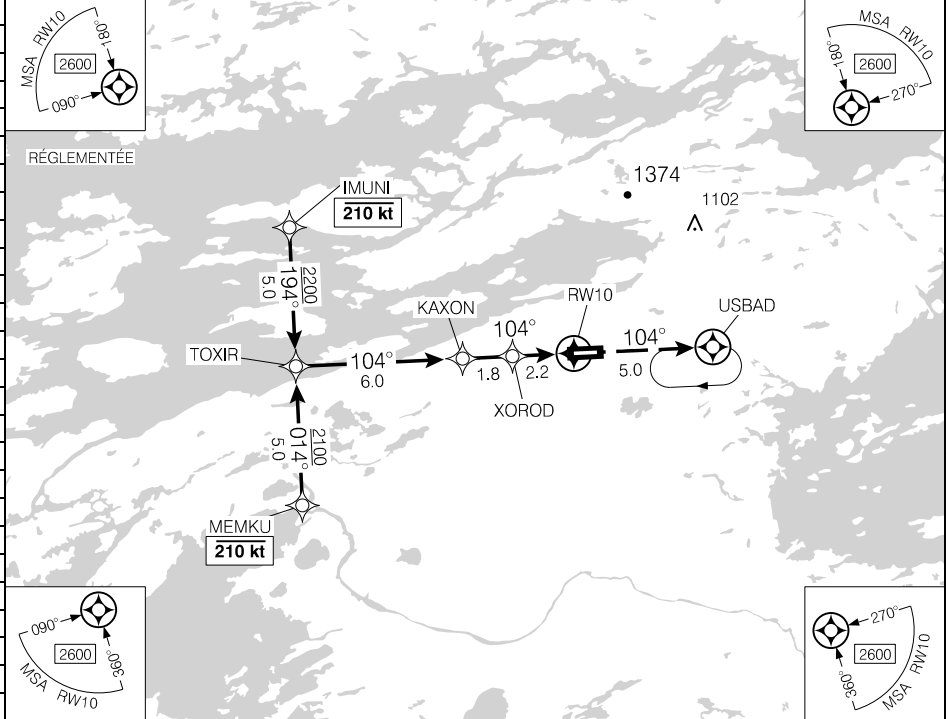 MSA RW10
180°
2600
090°
MSA RW10
180°
2600
270°
RÉGLEMENTÉE
1374
1102
IMUNI
210 kt
2200
194°
5.0
KAXON
RW10
USBAD
TOXIR
104°
6.0
104°
1.8
2.2
104°
5.0
XOROD
2100
014°
5.0
MEMKU
210 kt
090°
2600
360°
MSA RW10
270°
2600
360°
MSA RW10